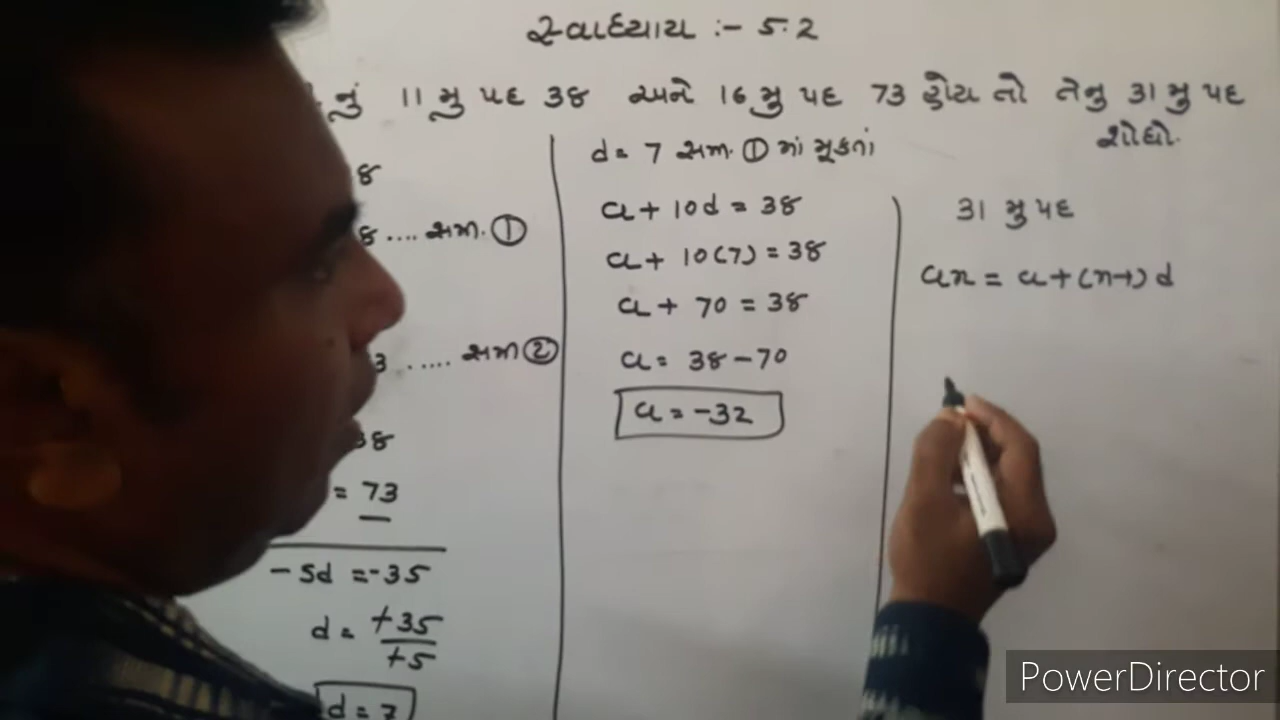 સ્વાધ્યાય :- 5.2
નું 11 મુ પદ 38 અને 16 મુ પદ 73 હોય તો તેનુ 31 મુ પદ
શોધો.
8
8 .... સમી. ①
3 ..... સમી ②
38
= 73
- 5d = -35
d = +35
+5
d = 7
d = 7 સમી. ① માં મૂકતાં
a + 10d = 38
a + 10(7) = 38
a + 70 = 38
a = 38 - 70
a = -32
31 મુ પદ
an = a + (n-1) d
PowerDirector